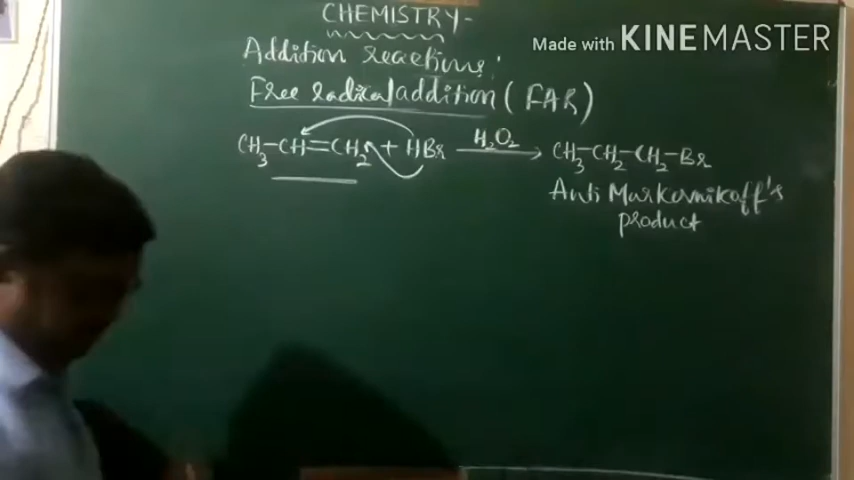 CHEMISTRY-
Made with KINEMASTER
Addition reactions:
Free radical addition (FAR)
CH3-CH=CH2 + HBr H2O2 → CH3-CH2-CH2-Br
Anti Markovnikoff's
product